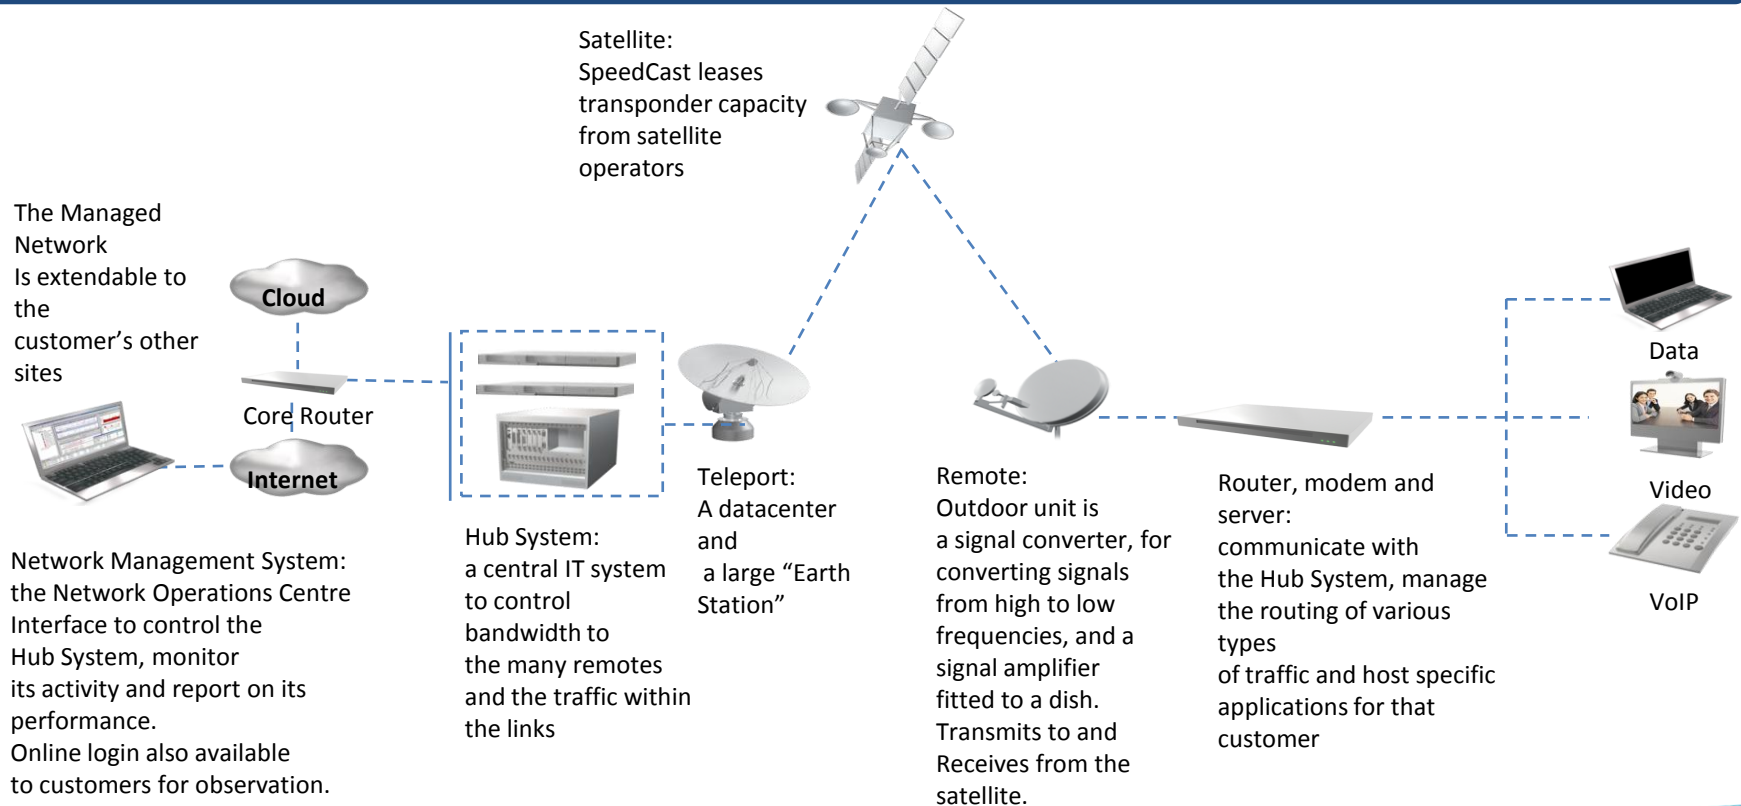 Satellite:
SpeedCast leases
transponder capacity
from satellite
operators
The Managed
Network
Is extendable to
the
customer’s other
sites
Cloud
Core Router
Internet
Network Management System:
the Network Operations Centre
Interface to control the
Hub System, monitor
its activity and report on its
performance.
Online login also available
to customers for observation.
Hub System:
a central IT system
to control
bandwidth to
the many remotes
and the traffic within
the links
Teleport:
A datacenter
and
a large “Earth
Station”
Remote:
Outdoor unit is
a signal converter, for
converting signals
from high to low
frequencies, and a
signal amplifier
fitted to a dish.
Transmits to and
Receives from the
satellite.
Router, modem and
server:
communicate with
the Hub System, manage
the routing of various
types
of traffic and host specific
applications for that
customer
Data
Video
VoIP